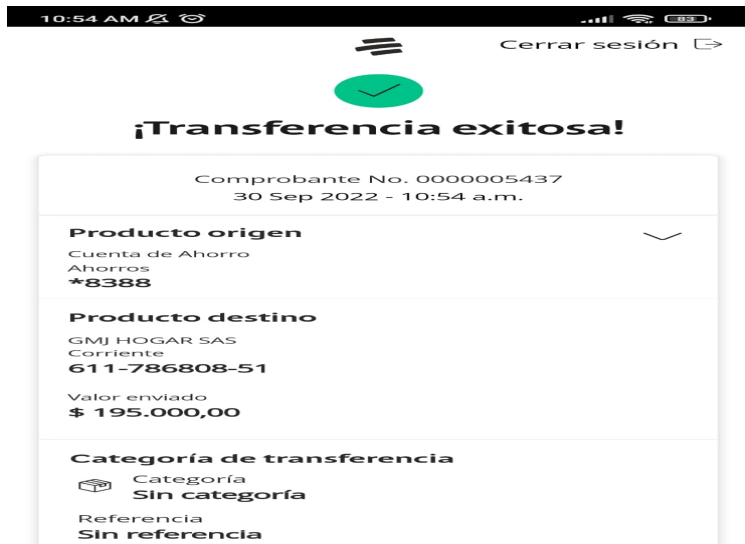 10:54 AM
83
Cerrar sesión
¡Transferencia exitosa!
Comprobante No. 0000005437
30 Sep 2022 - 10:54 a.m.
Producto origen
Cuenta de Ahorro
Ahorros
*8388
Producto destino
GMJ HOGAR SAS
Corriente
611-786808-51
Valor enviado
$ 195.000,00
Categoría de transferencia
Categoría
Sin categoría
Referencia
Sin referencia